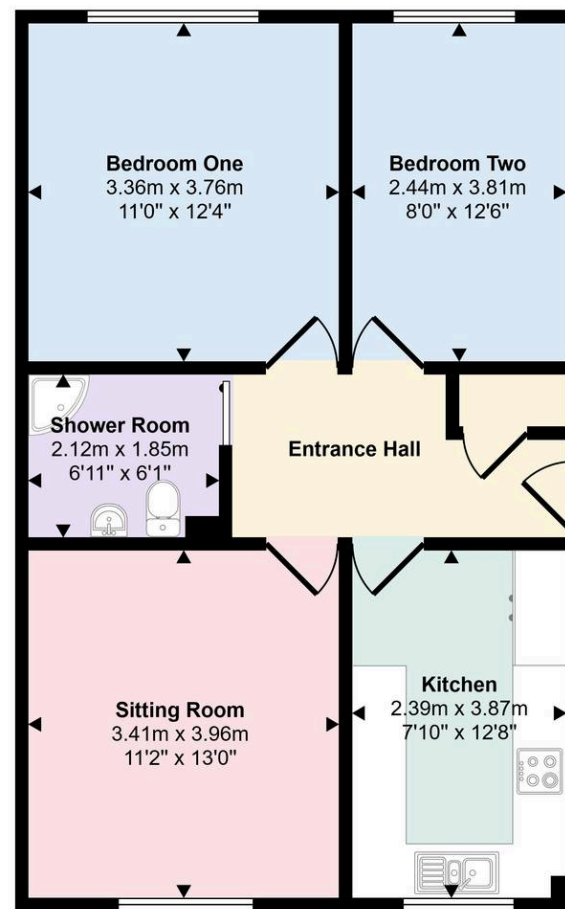 Bedroom One
3.36m x 3.76m
11'0" x 12'4"
Bedroom Two
2.44m x 3.81m
8'0" x 12'6"
Shower Room
2.12m x 1.85m
6'11" x 6'1"
Entrance Hall
Sitting Room
3.41m x 3.96m
11'2" x 13'0"
Kitchen
2.39m x 3.87m
7'10" x 12'8"